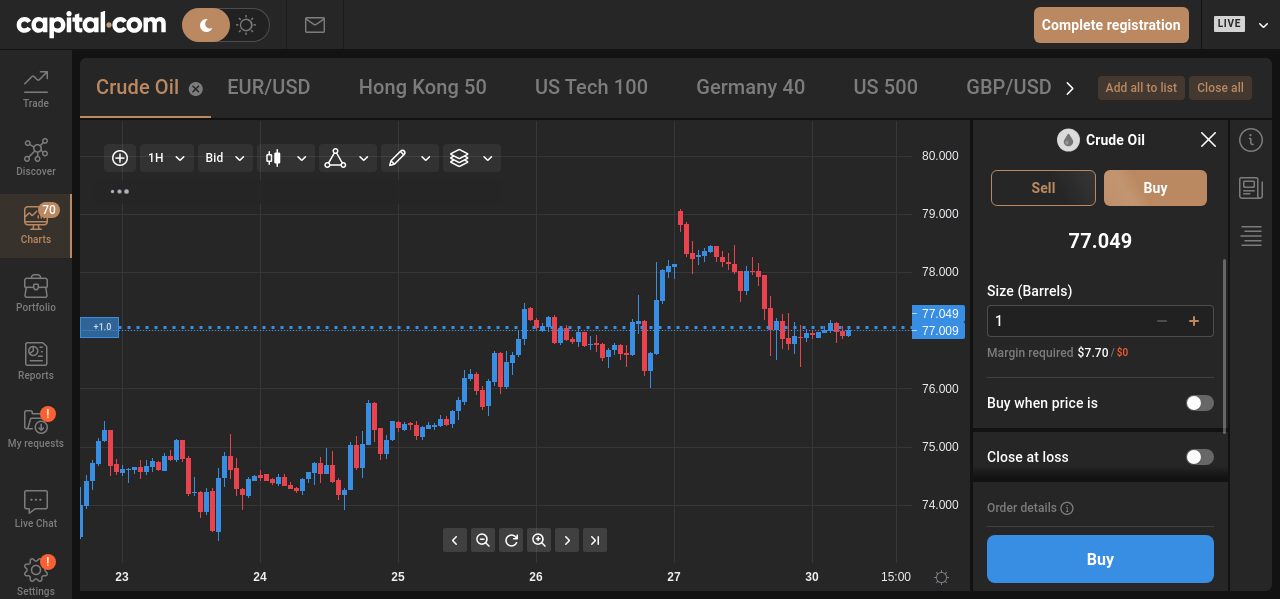 capital.com
Complete registration
LIVE
Trade
Discover
70
Charts
Portfolio
Reports
!
My requests
Live Chat
!
Settings
Crude Oil
EUR/USD
Hong Kong 50
US Tech 100
Germany 40
US 500
GBP/USD
Add all to list
Close all
1H
Bid
+1.0
80.000
79.000
78.000
77.049
77.009
76.000
75.000
74.000
23
24
25
26
27
30
15:00
Crude Oil
Sell
Buy
77.049
Size (Barrels)
1
Margin required $7.70 / $0
Buy when price is
Close at loss
Order details
Buy